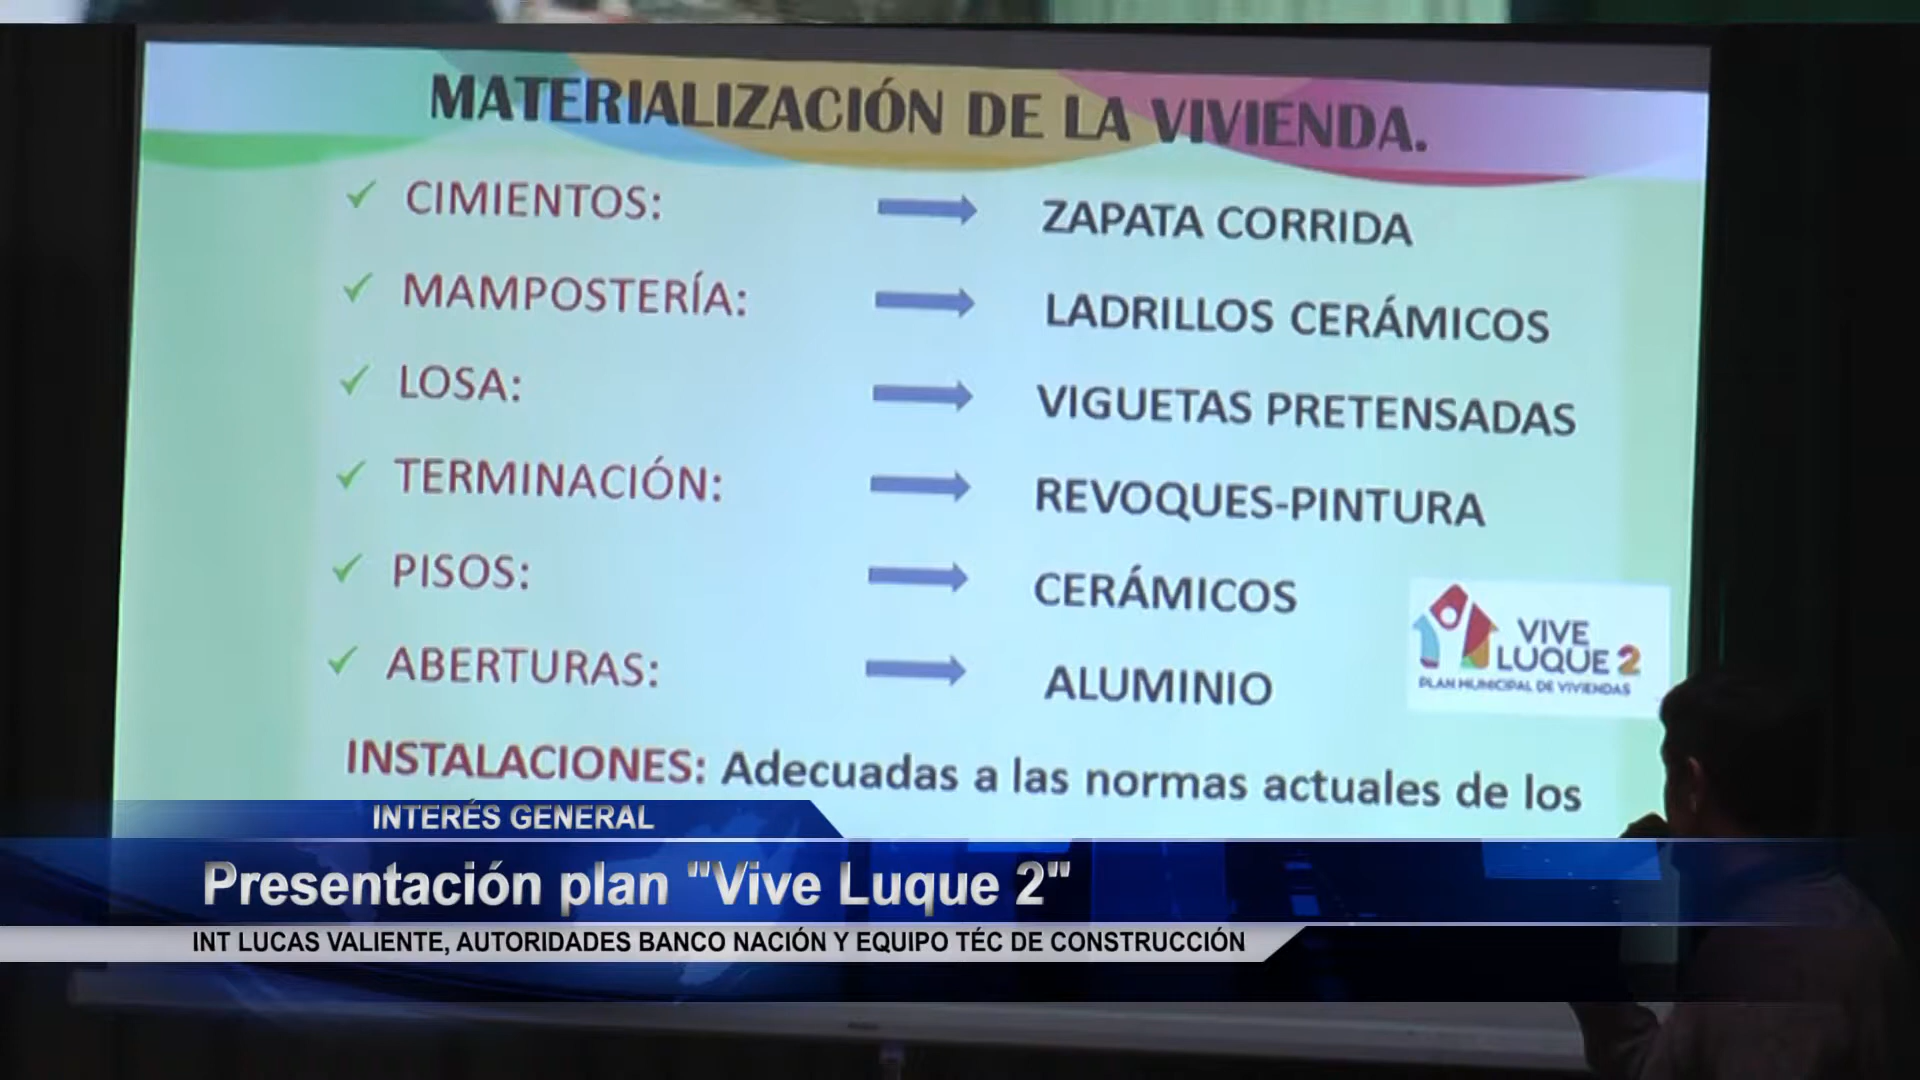 MATERIALIZACIÓN DE LA VIVIENDA.
✓ CIMIENTOS: → ZAPATA CORRIDA
✓ MAMPOSTERÍA: → LADRILLOS CERÁMICOS
✓ LOSA: → VIGUETAS PRETENSADAS
✓ TERMINACIÓN: → REVOQUES-PINTURA
✓ PISOS: → CERÁMICOS
✓ ABERTURAS: → ALUMINIO
VIVE
LUQUE 2
PLAN MUNICIPAL DE VIVIENDAS
INSTALACIONES: Adecuadas a las normas actuales de los
INTERÉS GENERAL
Presentación plan "Vive Luque 2"
INT LUCAS VALIENTE, AUTORIDADES BANCO NACIÓN Y EQUIPO TÉC DE CONSTRUCCIÓN